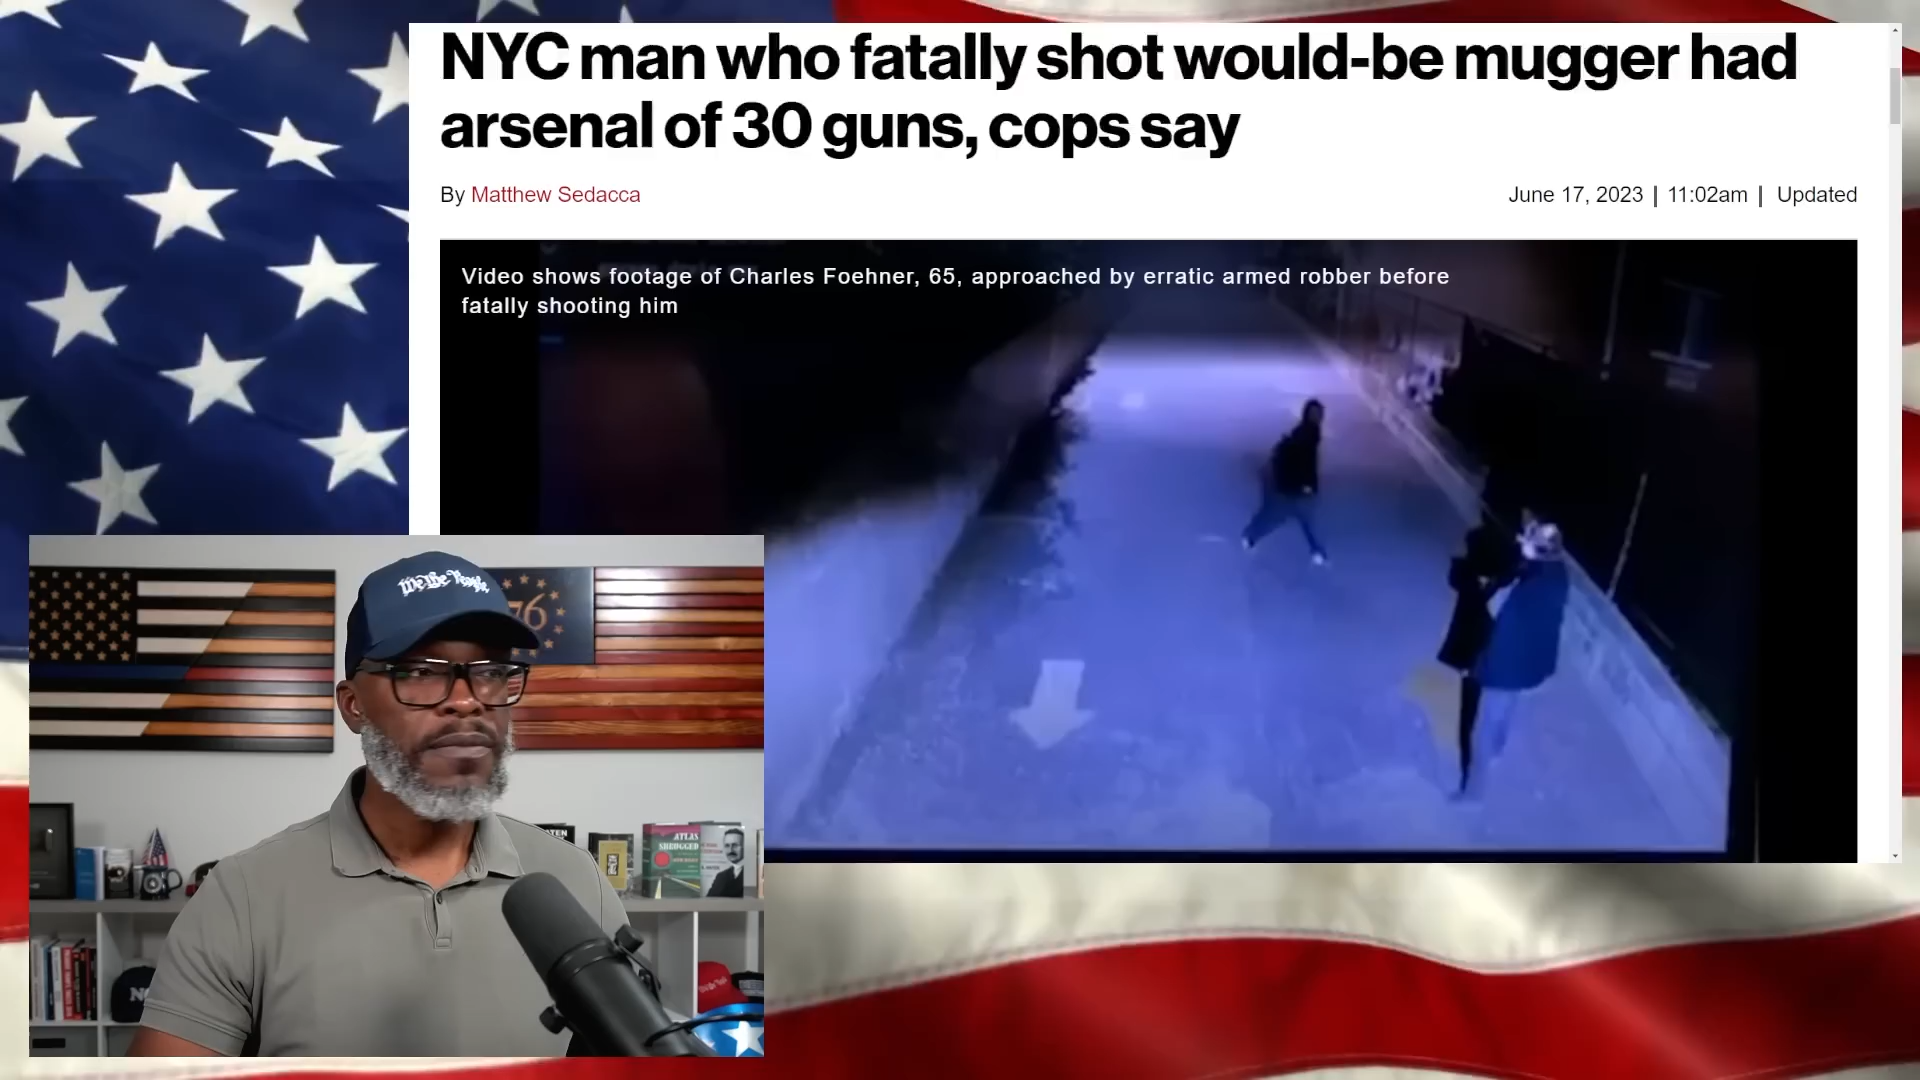 NYC man who fatally shot would-be mugger had
arsenal of 30 guns, cops say
By Matthew Sedacca
June 17, 2023 | 11:02am | Updated
Video shows footage of Charles Foehner, 65, approached by erratic armed robber before
fatally shooting him
We The People
76
ATLAS
SHRUGGED